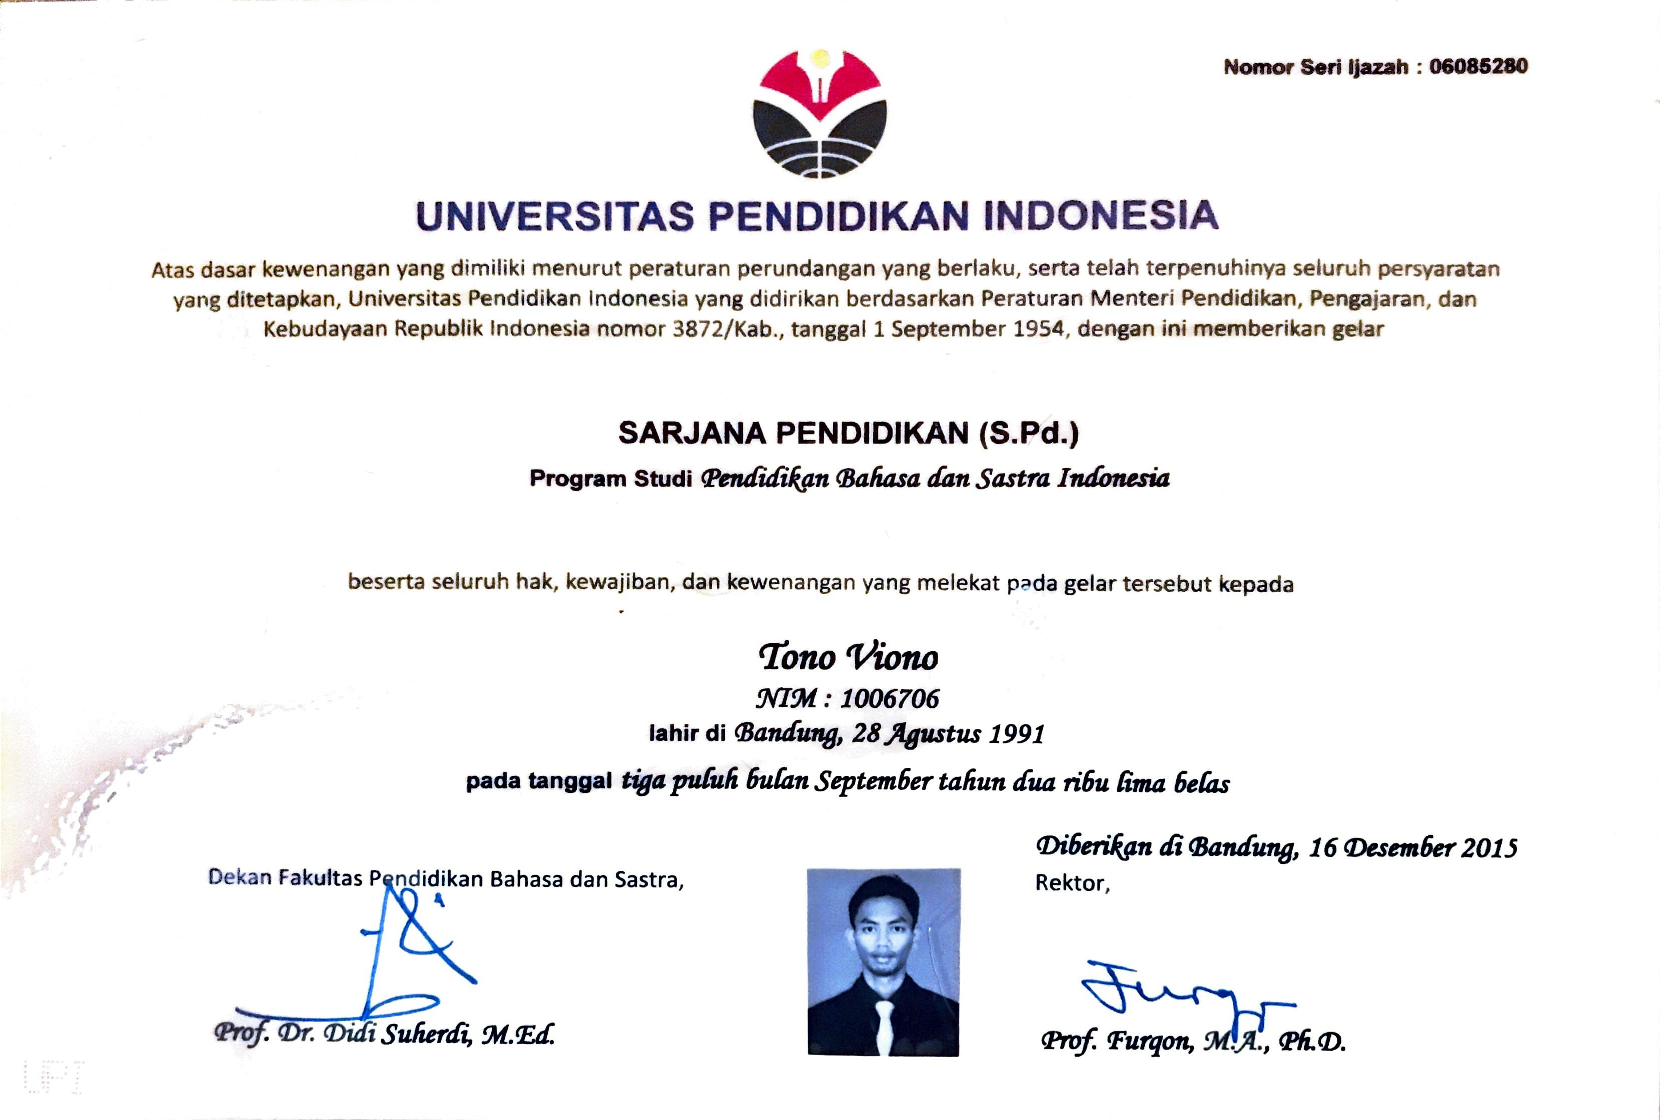 Nomor Seri Ijazah : 06085280
UNIVERSITAS PENDIDIKAN INDONESIA
Atas dasar kewenangan yang dimiliki menurut peraturan perundangan yang berlaku, serta telah terpenuhinya seluruh persyaratan
yang ditetapkan, Universitas Pendidikan Indonesia yang didirikan berdasarkan Peraturan Menteri Pendidikan, Pengajaran, dan
Kebudayaan Republik Indonesia nomor 3872/Kab., tanggal 1 September 1954, dengan ini memberikan gelar
SARJANA PENDIDIKAN (S.Pd.)
Program Studi Pendidikan Bahasa dan Sastra Indonesia
beserta seluruh hak, kewajiban, dan kewenangan yang melekat pada gelar tersebut kepada
Tono Viono
NIM : 1006706
lahir di Bandung, 28 Agustus 1991
pada tanggal tiga puluh bulan September tahun dua ribu lima belas
Diberikan di Bandung, 16 Desember 2015
Dekan Fakultas Pendidikan Bahasa dan Sastra,
Rektor,
Furqon
Prof. Dr. Didi Suherdi, M.Ed.
Prof. Furqon, M.A., Ph.D.
UPI